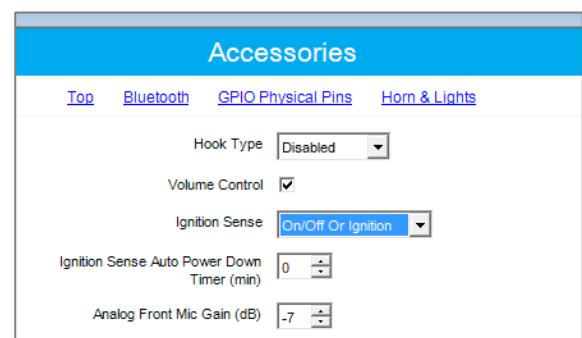 Accessories
Top Bluetooth GPIO Physical Pins Horn & Lights
Hook Type Disabled
Volume Control
Ignition Sense On/Off Or Ignition
Ignition Sense Auto Power Down
Timer (min) 0
Analog Front Mic Gain (dB) -7